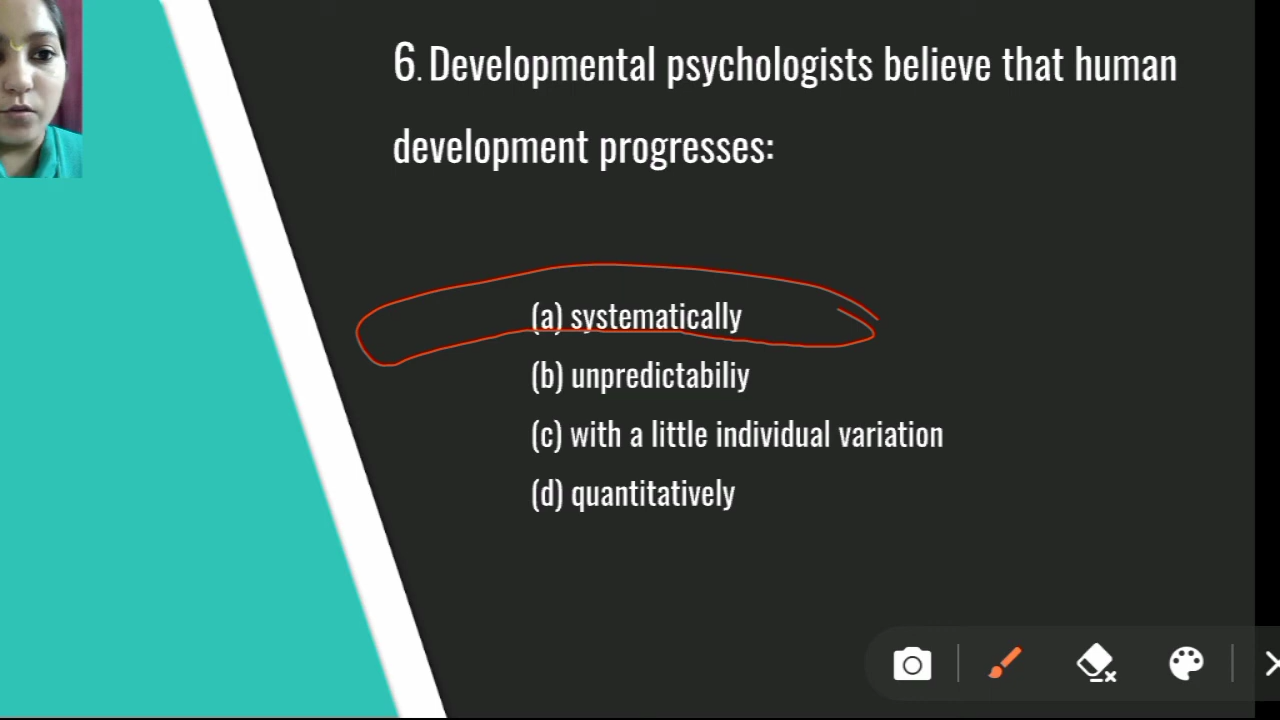 6. Developmental psychologists believe that human
development progresses:
(a) systematically
(b) unpredictabiliy
(c) with a little individual variation
(d) quantitatively